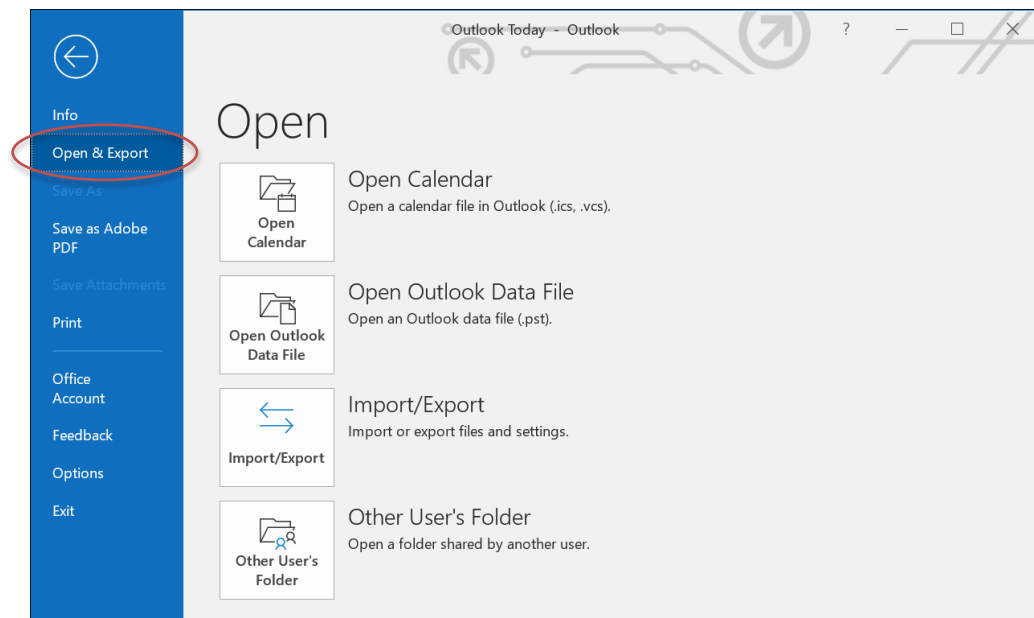 Outlook Today - Outlook
?
Info
Open & Export
Save As
Save as Adobe
PDF
Save Attachments
Print
Office
Account
Feedback
Options
Exit
Open
Open
Calendar
Open Calendar
Open a calendar file in Outlook (.ics, .vcs).
Open Outlook
Data File
Open Outlook Data File
Open an Outlook data file (.pst).
Import/Export
Import/Export
Import or export files and settings.
Other User's
Folder
Other User's Folder
Open a folder shared by another user.